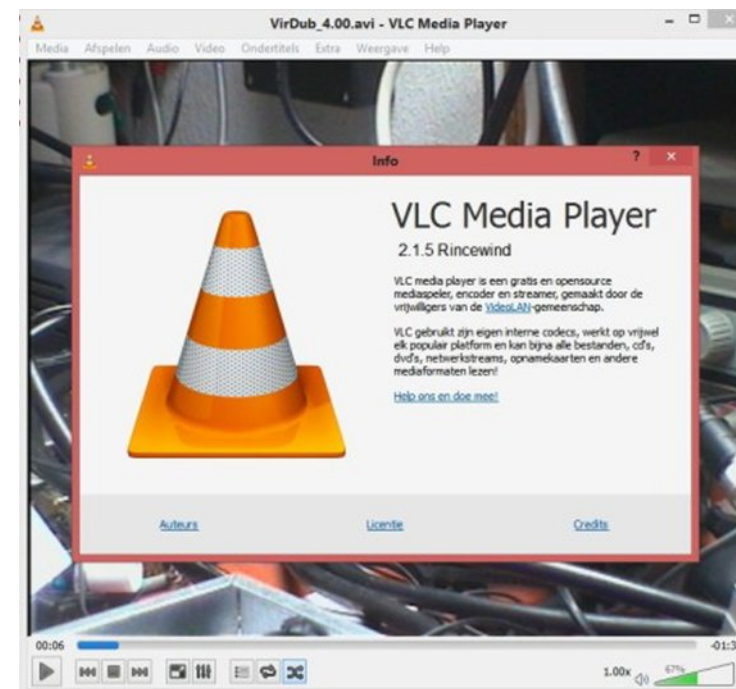 VirDub_4.00.avi - VLC Media Player
Media Afspelen Audio Video Ondertitels Extra Weergave Help
Info
VLC Media Player
2.1.5 Rincewind
VLC media player is een gratis en opensource
mediaspeler, encoder en streamer, gemaakt door de
vrijwilligers van de VideoLAN-gemeenschap.
VLC gebruikt zijn eigen interne codecs, werkt op vrijwel
elk populair platform en kan bijna alle bestanden, cd's,
dvd's, netwerkstreams, opnamekaarten en andere
mediaformaten lezen!
Help ons en doe mee!
Auteurs Licentie Credits
00:06 -01:3
1.00x 67%